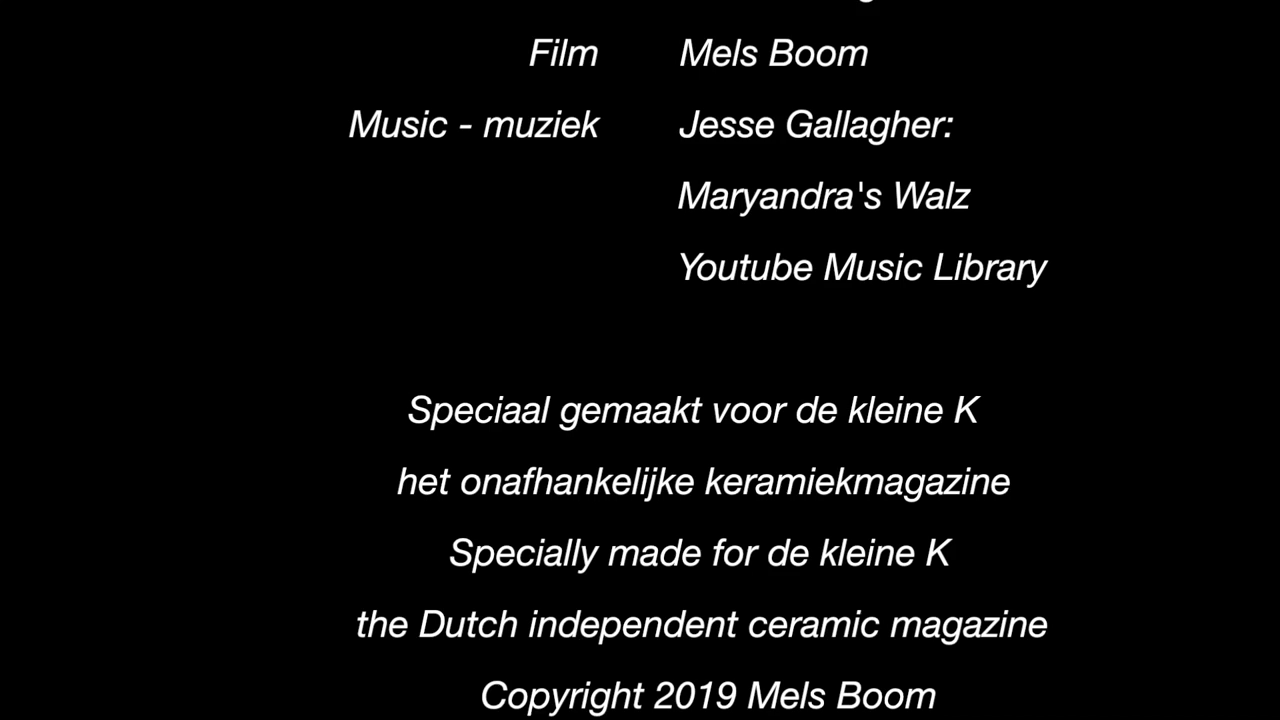 Film Mels Boom
Music - muziek Jesse Gallagher:
Maryandra's Walz
Youtube Music Library
Speciaal gemaakt voor de kleine K
het onafhankelijke keramiekmagazine
Specially made for de kleine K
the Dutch independent ceramic magazine
Copyright 2019 Mels Boom